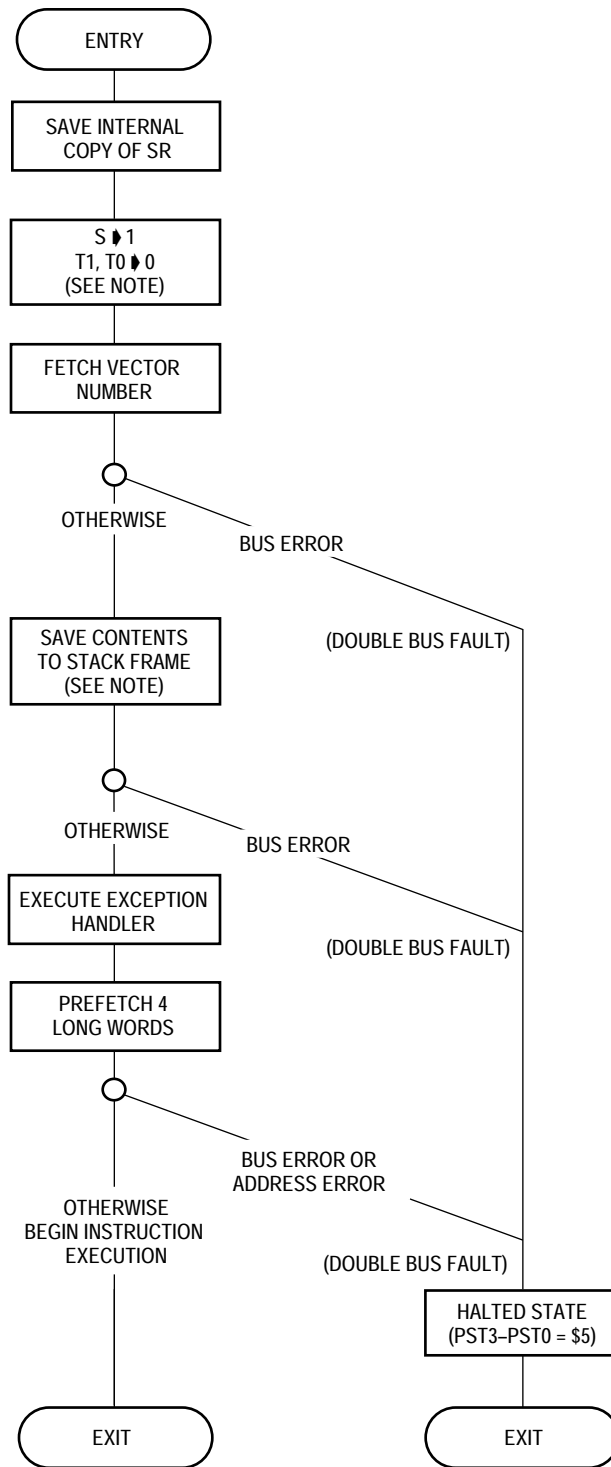 ENTRY
SAVE INTERNAL
COPY OF SR
S ➧ 1
T1, T0 ➧ 0
(SEE NOTE)
FETCH VECTOR
NUMBER
OTHERWISE
BUS ERROR
(DOUBLE BUS FAULT)
SAVE CONTENTS
TO STACK FRAME
(SEE NOTE)
OTHERWISE
BUS ERROR
(DOUBLE BUS FAULT)
EXECUTE EXCEPTION
HANDLER
PREFETCH 4
LONG WORDS
BUS ERROR OR
ADDRESS ERROR
OTHERWISE
BEGIN INSTRUCTION
EXECUTION
(DOUBLE BUS FAULT)
HALTED STATE
(PST3–PST0 = $5)
EXIT
EXIT